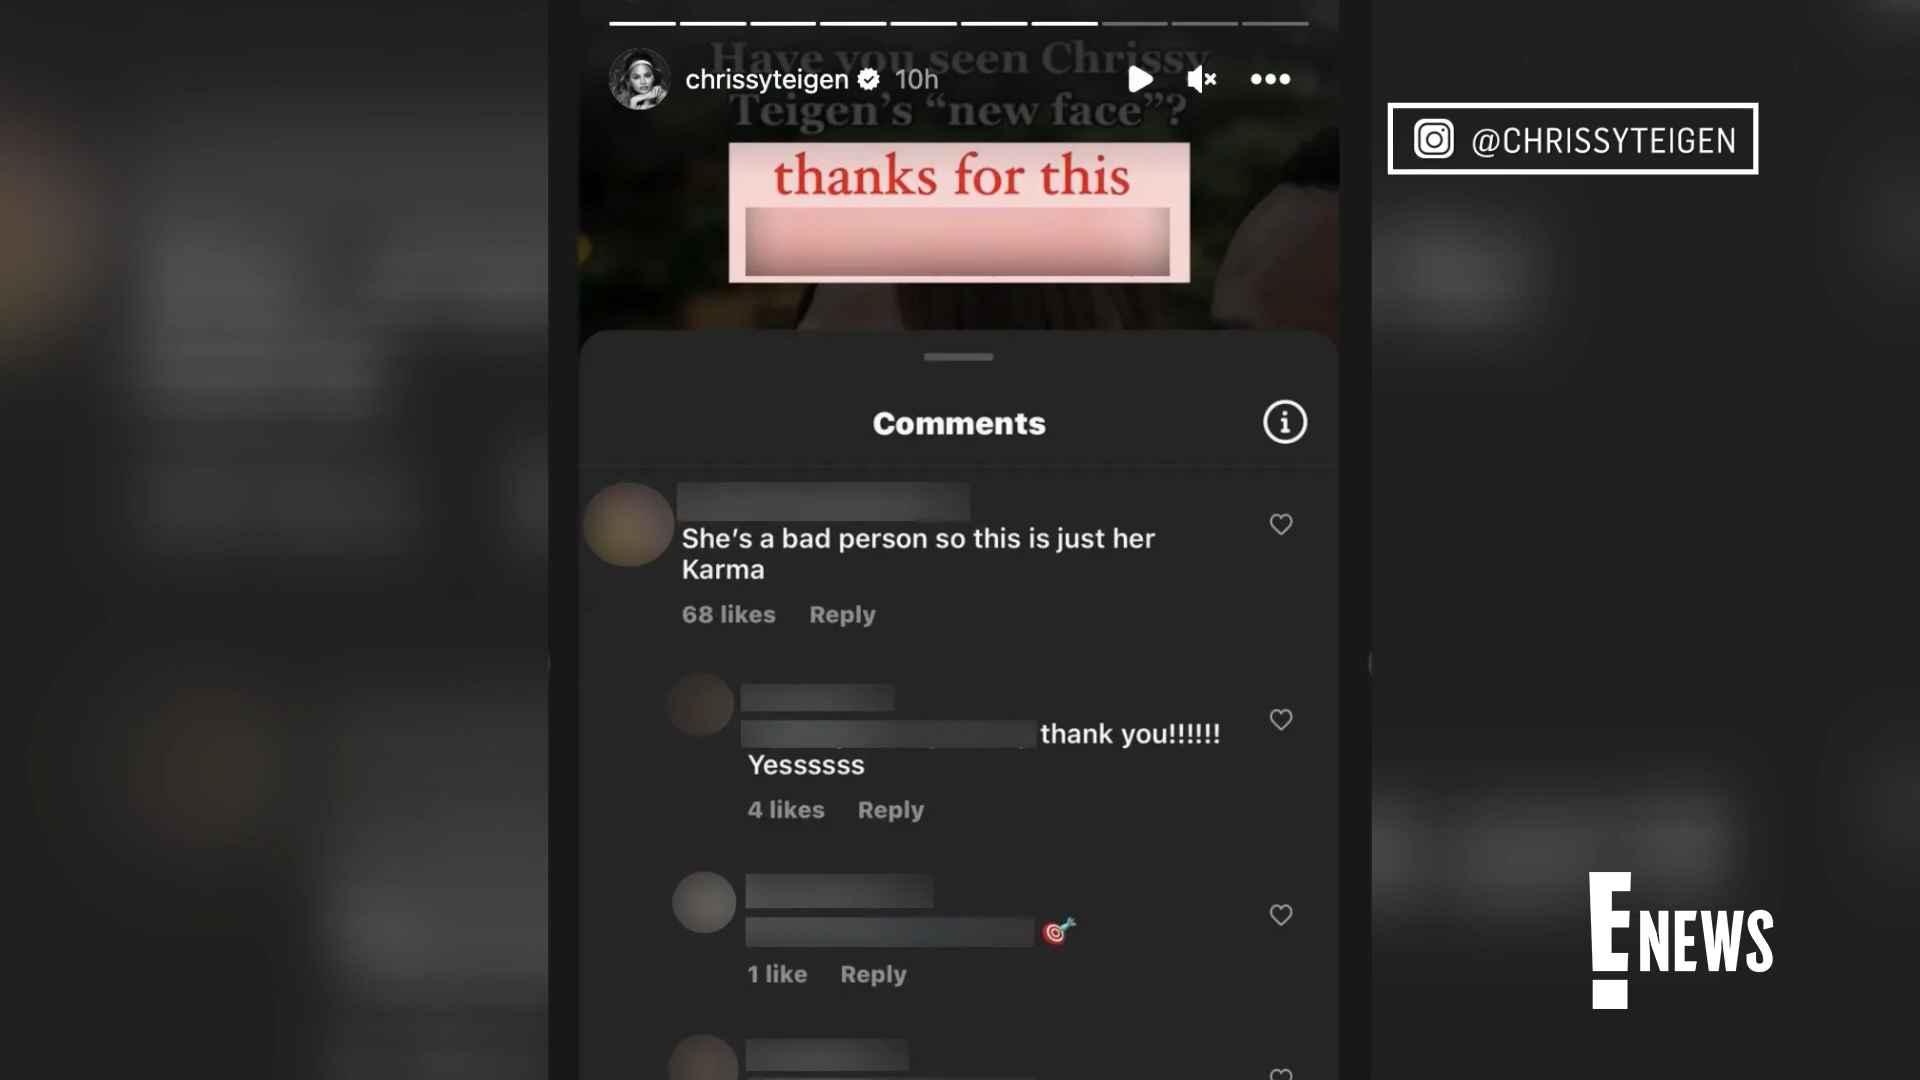 Have you seen Chrissy
chrissyteigen 10h
Teigen's “new face”?
@CHRISSYTEIGEN
thanks for this
Comments
She's a bad person so this is just her
Karma
68 likes Reply
thank you!!!!!!
Yessssss
4 likes Reply
1 like Reply
E NEWS